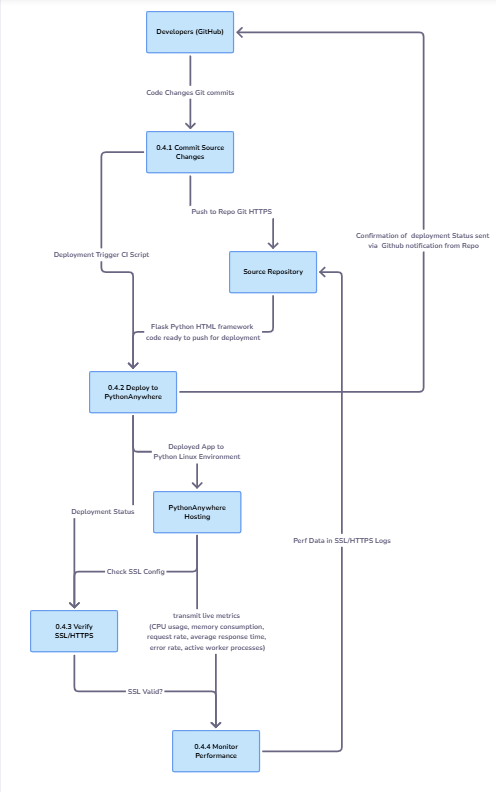 Developers (GitHub)
Code Changes Git commits
0.4.1 Commit Source
Changes
Push to Repo Git HTTPS
Confirmation of deployment Status sent
via Github notification from Repo
Deployment Trigger CI Script
Source Repository
Flask Python HTML framework
code ready to push for deployment
0.4.2 Deploy to
PythonAnywhere
Deployed App to
Python Linux Environment
PythonAnywhere
Hosting
Deployment Status
Perf Data in SSL/HTTPS Logs
Check SSL Config
0.4.3 Verify
SSL/HTTPS
transmit live metrics
(CPU usage, memory consumption,
request rate, average response time,
error rate, active worker processes)
SSL Valid?
0.4.4 Monitor
Performance